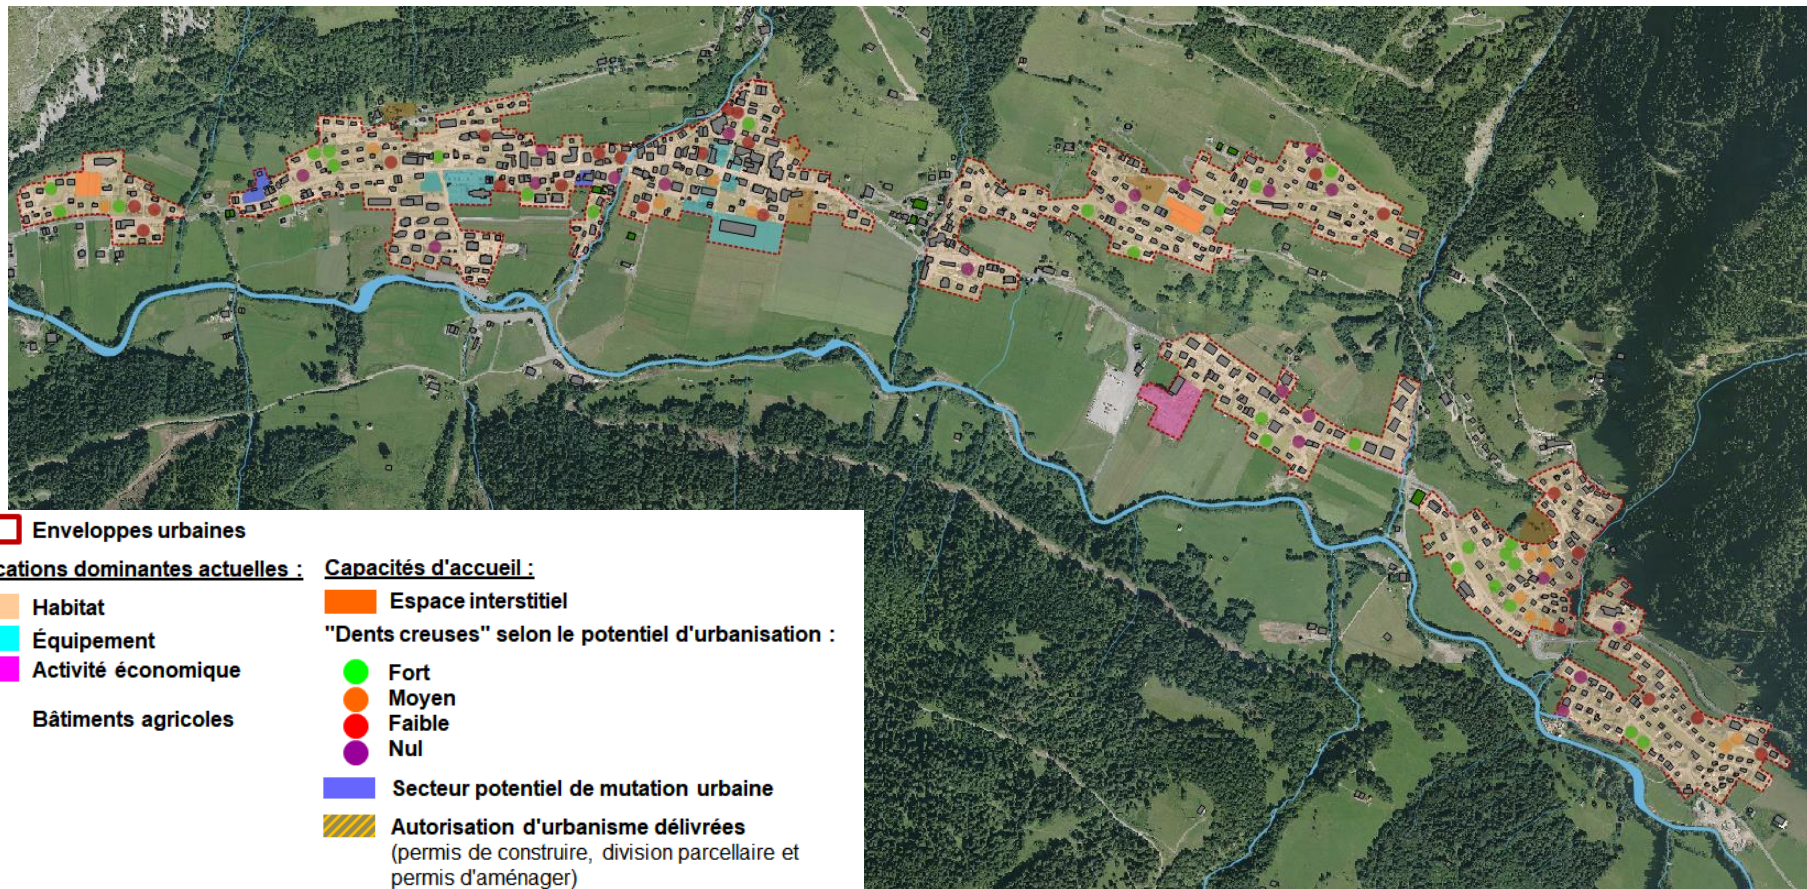 Enveloppes urbaines
cations dominantes actuelles :
Habitat
Équipement
Activité économique
Bâtiments agricoles
Capacités d'accueil :
Espace interstitiel
"Dents creuses" selon le potentiel d'urbanisation :
Fort
Moyen
Faible
Nul
Secteur potentiel de mutation urbaine
Autorisation d'urbanisme délivrées
(permis de construire, division parcellaire et
permis d'aménager)